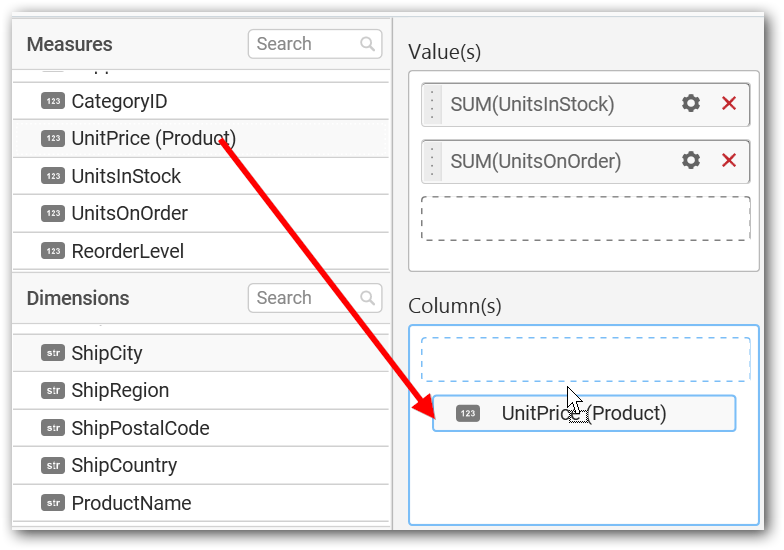 Measures
Search
123 CategoryID
123 UnitPrice (Product)
123 UnitsInStock
123 UnitsOnOrder
123 ReorderLevel
Dimensions
Search
str ShipCity
str ShipRegion
str ShipPostalCode
str ShipCountry
str ProductName
Value(s)
SUM(UnitsInStock)
SUM(UnitsOnOrder)
Column(s)
123 UnitPrice (Product)